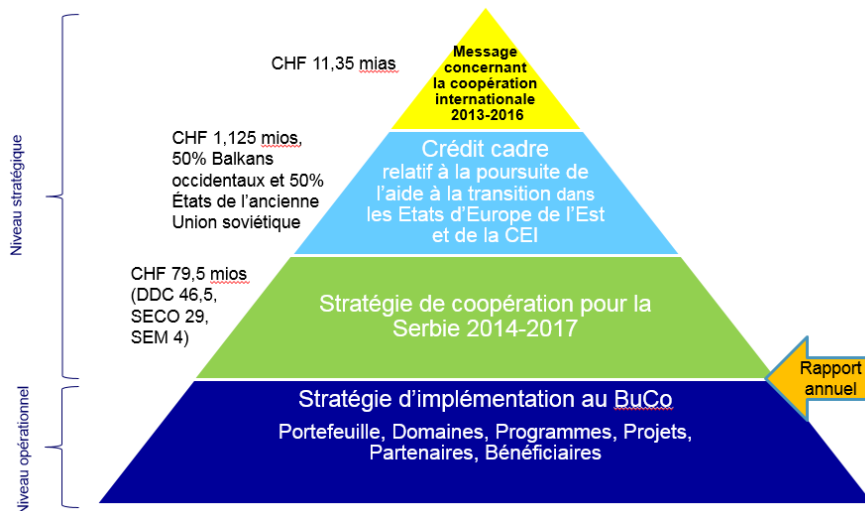 Niveau stratégique
Niveau opérationnel
CHF 11,35 mias
Message
concernant
la coopération
internationale
2013-2016
CHF 1,125 mios,
50% Balkans
occidentaux et 50%
États de l'ancienne
Union soviétique
Crédit cadre
relatif à la poursuite de
l'aide à la transition dans
les Etats d'Europe de l'Est
et de la CEI
CHF 79,5 mios
(DDC 46,5,
SECO 29,
SEM 4)
Stratégie de coopération pour la
Serbie 2014-2017
Rapport
annuel
Stratégie d'implémentation au BuCo
Portefeuille, Domaines, Programmes, Projets,
Partenaires, Bénéficiaires